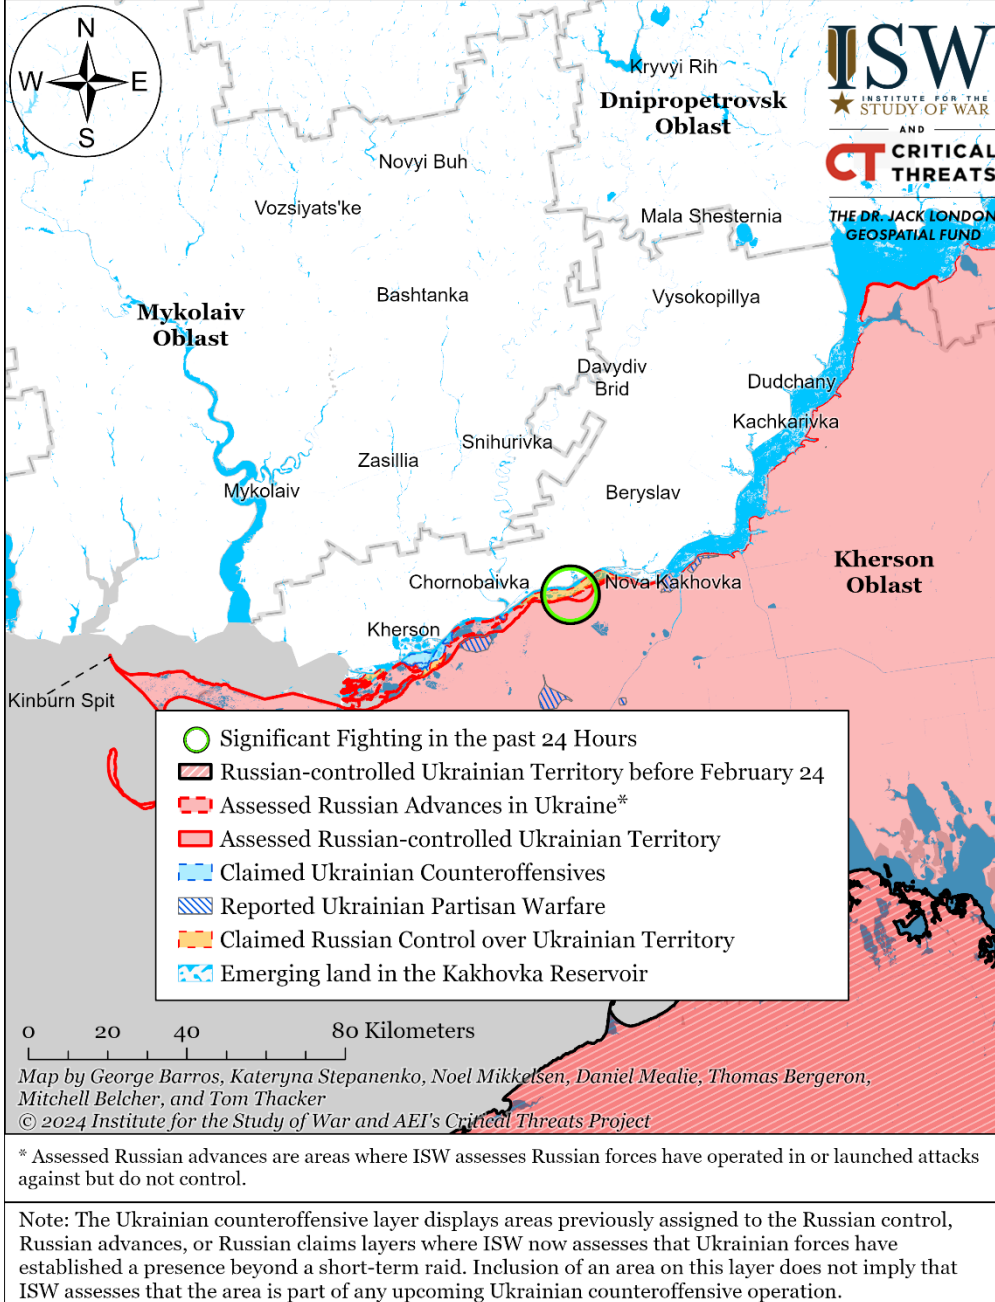 N
W E
S
ISW
INSTITUTE FOR THE
STUDY OF WAR
AND
CT CRITICAL
THREATS
THE DR. JACK LONDON
GEOSPATIAL FUND
Kryvyi Rih
Dnipropetrovsk
Oblast
Novyi Buh
Vozsiyats'ke
Mala Shesternia
Bashtanka
Vysokopillya
Mykolaiv
Oblast
Davydiv
Brid
Dudchany
Kachkarivka
Snihurivka
Zasillia
Mykolaiv
Beryslav
Kherson
Oblast
Chornobaivka
Nova Kakhovka
Kherson
Kinburn Spit
Significant Fighting in the past 24 Hours
Russian-controlled Ukrainian Territory before February 24
Assessed Russian Advances in Ukraine*
Assessed Russian-controlled Ukrainian Territory
Claimed Ukrainian Counteroffensives
Reported Ukrainian Partisan Warfare
Claimed Russian Control over Ukrainian Territory
Emerging land in the Kakhovka Reservoir
0 20 40 80 Kilometers
Map by George Barros, Kateryna Stepanenko, Noel Mikkelsen, Daniel Mealie, Thomas Bergeron,
Mitchell Belcher, and Tom Thacker
© 2024 Institute for the Study of War and AEI's Critical Threats Project
* Assessed Russian advances are areas where ISW assesses Russian forces have operated in or launched attacks
against but do not control.
Note: The Ukrainian counteroffensive layer displays areas previously assigned to the Russian control,
Russian advances, or Russian claims layers where ISW now assesses that Ukrainian forces have
established a presence beyond a short-term raid. Inclusion of an area on this layer does not imply that
ISW assesses that the area is part of any upcoming Ukrainian counteroffensive operation.